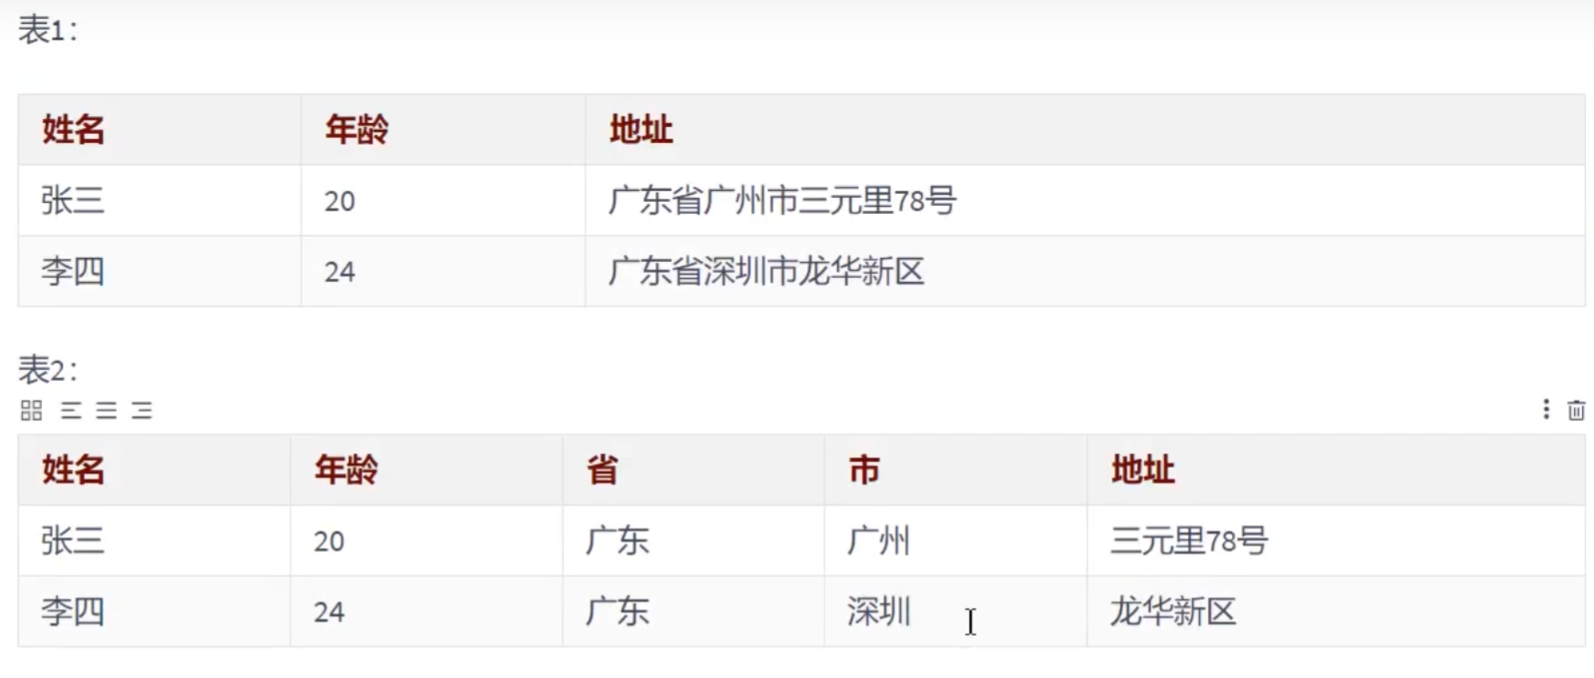 表1：
姓名 年龄 地址
张三 20 广东省广州市三元里78号
李四 24 广东省深圳市龙华新区
表2：
姓名 年龄 省 市 地址
张三 20 广东 广州 三元里78号
李四 24 广东 深圳 龙华新区